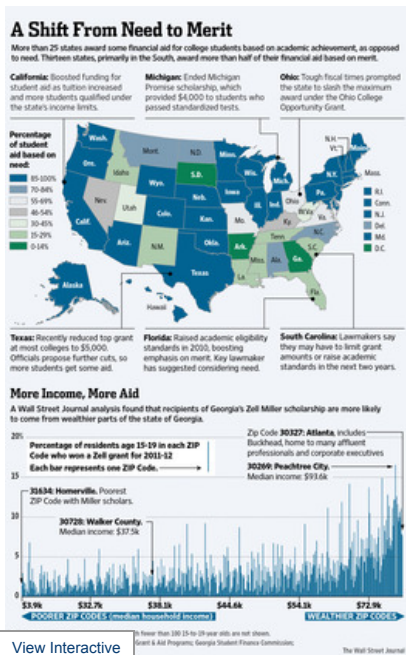 A Shift From Need to Merit
More than 25 states award some financial aid for college students based on academic achievement, as opposed
to need. Thirteen states, primarily in the South, award more than half of their financial aid based on merit.
California: Boosted funding for
student aid as tuition increased
and more students qualified under
the state's income limits.
Michigan: Ended Michigan
Promise scholarship, which
provided $4,000 to students who
passed standardized tests.
Ohio: Tough fiscal times prompted
the state to slash the maximum
award under the Ohio College
Opportunity Grant.
Percentage
of student
aid based on
need:
85-100%
70-84%
55-69%
46-54%
30-45%
15-29%
0-14%
Wash.
Ore.
Calif.
Nev.
Idaho
Utah
Ariz.
Mont.
Wyo.
Colo.
N.M.
N.D.
S.D.
Neb.
Kan.
Okla.
Texas
Minn.
Iowa
Mo.
Ark.
La.
Wis.
Ill.
Ind.
Mich.
Ohio
Ky.
Tenn.
Miss.
Ala.
Ga.
Fla.
S.C.
N.C.
Va.
W.Va.
Pa.
N.Y.
N.H.
Vt.
Maine
Mass.
R.I.
Conn.
N.J.
Del.
Md.
D.C.
Alaska
Hawaii
Texas: Recently reduced top grant
at most colleges to $5,000.
Officials propose further cuts, so
more students get some aid.
Florida: Raised academic eligibility
standards in 2010, boosting
emphasis on merit. Key lawmaker
has suggested considering need.
South Carolina: Lawmakers say
they may have to limit grant
amounts or raise academic
standards in the next two years.
More Income, More Aid
A Wall Street Journal analysis found that recipients of Georgia's Zell Miller scholarship are more likely
to come from wealthier parts of the state of Georgia.
20%
15
10
5
0
Percentage of residents age 15-19 in each ZIP
Code who won a Zell grant for 2011-12
Each bar represents one ZIP Code.
Zip Code 30327: Atlanta, includes
Buckhead, home to many affluent
professionals and corporate executives
30269: Peachtree City.
Median income: $93.6k
31634: Homerville. Poorest
ZIP Code with Miller scholars.
30728: Walker County.
Median income: $37.5k
$3.9k
$32.7k
$38.1k
$44.6k
$54.1k
$72.9k
POORER ZIP CODES (median household income)
WEALTHIER ZIP CODES
h fewer than 100 15-to-19-year olds are not shown.
Grant & Aid Programs; Georgia Student Finance Commission;
The Wall Street Journal
View Interactive